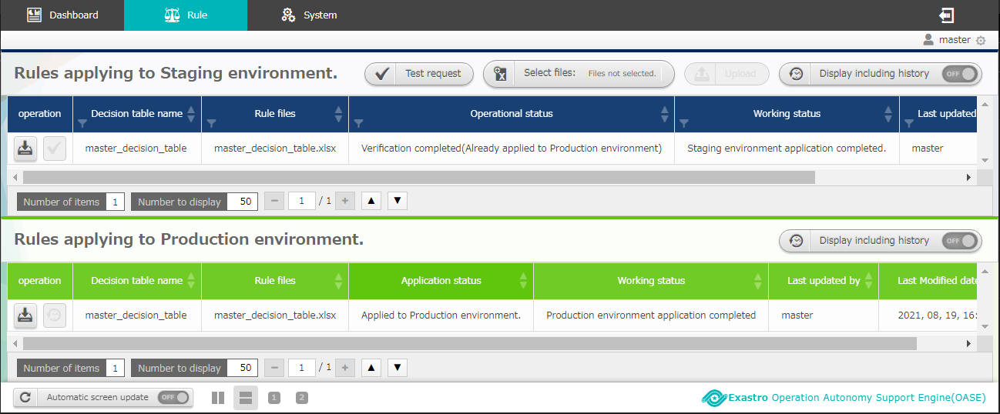 Dashboard Rule System
master
Rules applying to Staging environment. Test request Select files: Files not selected. Upload Display including history OFF
operation Decision table name Rule files Operational status Working status Last updated
master_decision_table master_decision_table.xlsx Verification completed(Already applied to Production environment) Staging environment application completed. master
Number of items 1 Number to display 50 1 / 1
Rules applying to Production environment. Display including history OFF
operation Decision table name Rule files Application status Working status Last updated by Last Modified date
master_decision_table master_decision_table.xlsx Applied to Production environment. Production environment application completed master 2021, 08, 19, 16:
Number of items 1 Number to display 50 1 / 1
Automatic screen update OFF 1 2 Exastro Operation Autonomy Support Engine(OASE)